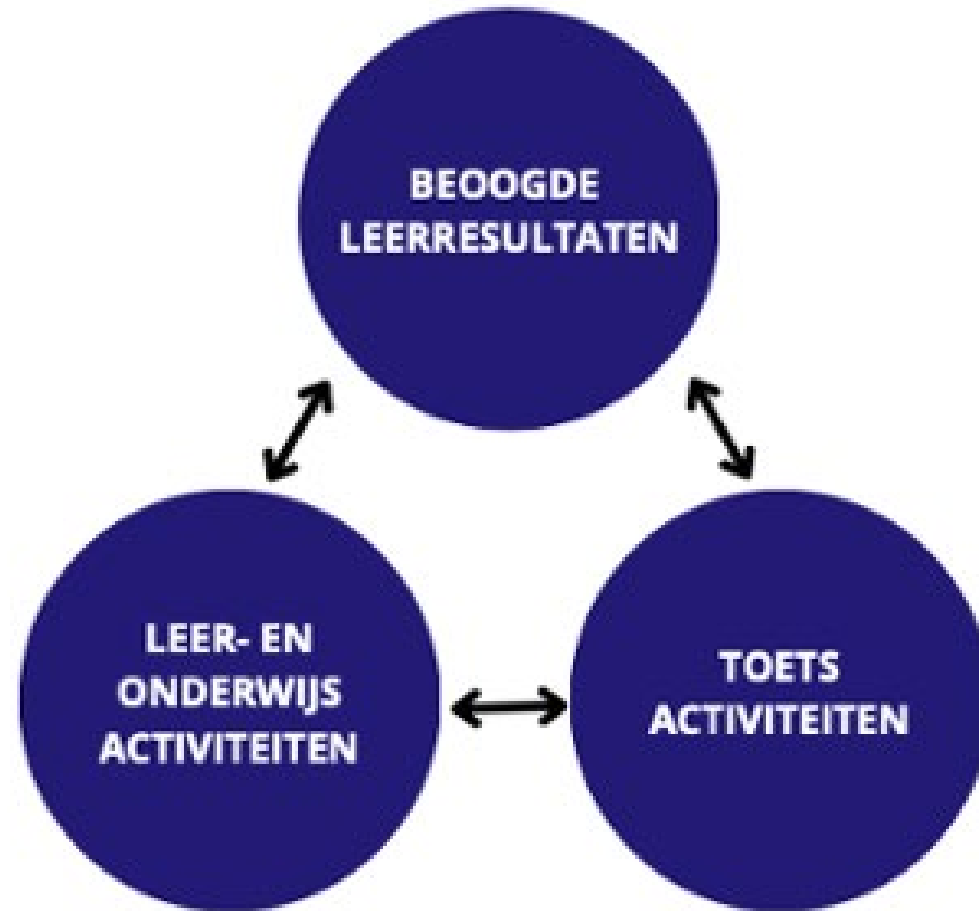 BEOOGDE
LEERRESULTATEN
LEER- EN
ONDERWIJS
ACTIVITEITEN
TOETS
ACTIVITEITEN